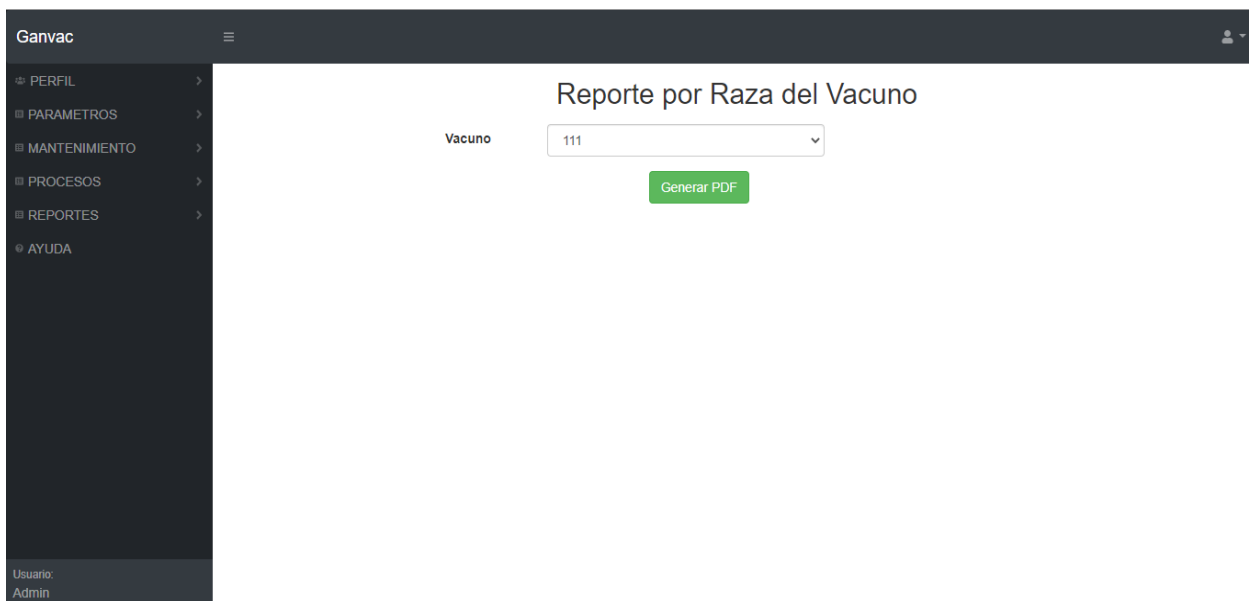 Ganvac
PERFIL
PARAMETROS
MANTENIMIENTO
PROCESOS
REPORTES
AYUDA
Usuario:
Admin
Reporte por Raza del Vacuno
Vacuno
111
Generar PDF